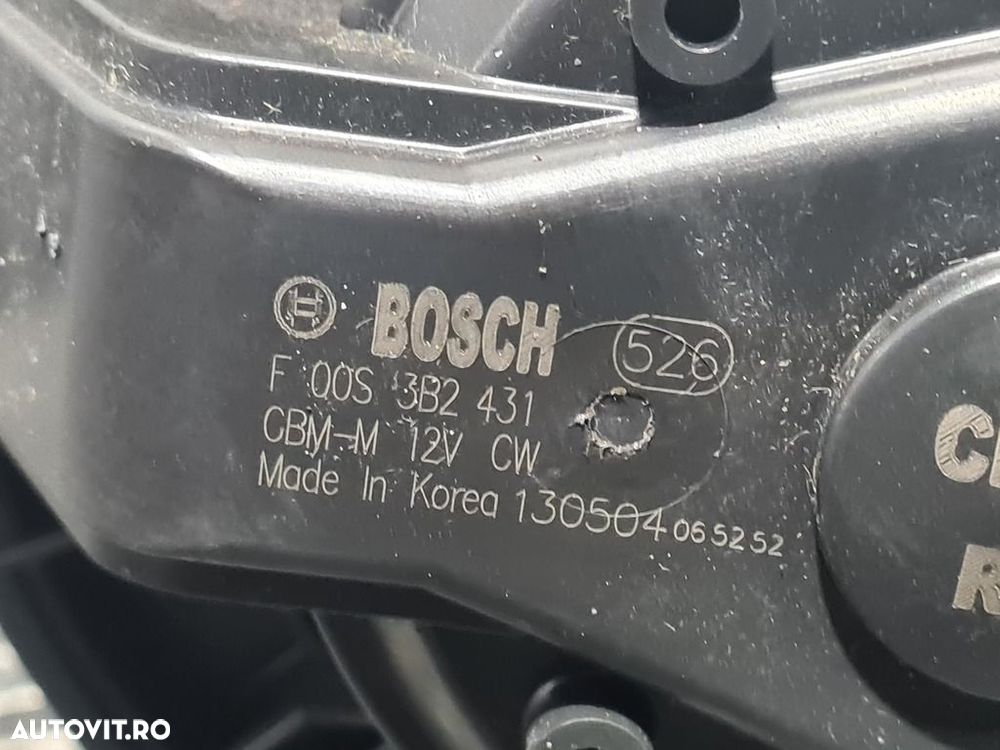 BOSCH 526
F 00S 3B2 431
CBM-M 12V CW
Made In Korea 130504 065252
AUTOVIT.RO